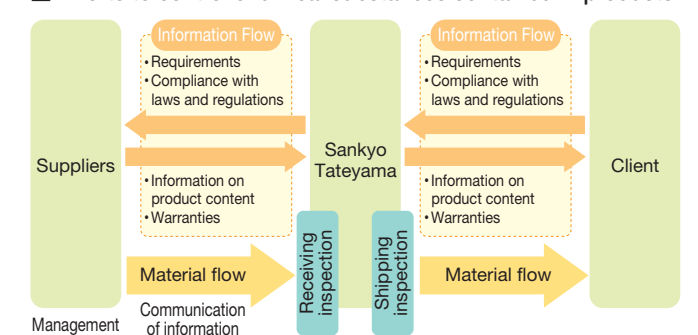 Information Flow
• Requirements
• Compliance with
laws and regulations
• Information on
product content
• Warranties
Information Flow
• Requirements
• Compliance with
laws and regulations
• Information on
product content
• Warranties
Suppliers
Sankyo
Tateyama
Client
Material flow
Receiving
inspection
Shipping
inspection
Material flow
Management
Communication
of information